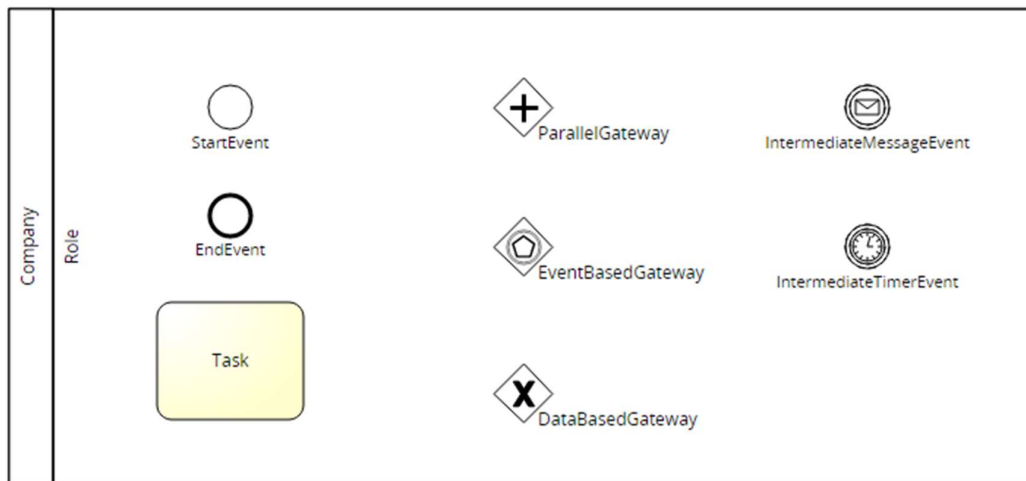 Company
Role
StartEvent
ParallelGateway
IntermediateMessageEvent
EndEvent
EventBasedGateway
IntermediateTimerEvent
Task
DataBasedGateway